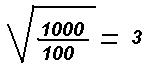 √(1000/100) = 3